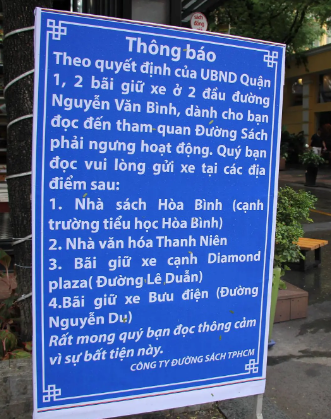 Thông báo
Theo quyết định của UBND Quận
1, 2 bãi giữ xe ở 2 đầu đường
Nguyễn Văn Bình, dành cho bạn
đọc đến tham quan Đường Sách
phải ngưng hoạt động. Quý bạn
đọc vui lòng gửi xe tại các địa
điểm sau:
1. Nhà sách Hòa Bình (cạnh
trường tiểu học Hòa Bình)
2. Nhà văn hóa Thanh Niên
3. Bãi giữ xe cạnh Diamond
plaza( Đường Lê Duẩn)
4.Bãi giữ xe Bưu điện (Đường
Nguyễn Du)
Rất mong quý bạn đọc thông cảm
vì sự bất tiện này.
CÔNG TY ĐƯỜNG SÁCH TPHCM